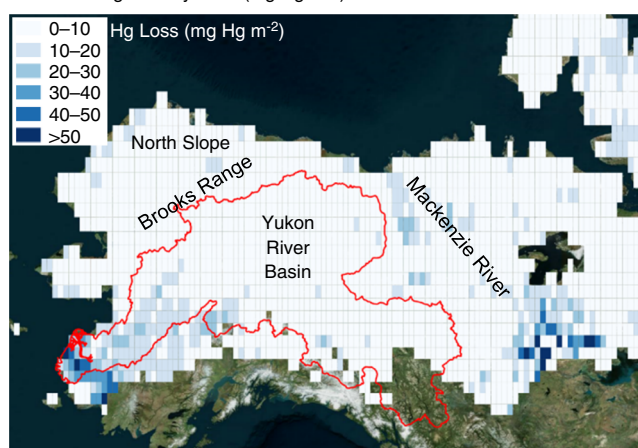 Hg Loss (mg Hg m-2)
0–10
10–20
20–30
30–40
40–50
>50
North Slope
Brooks Range
Yukon
River
Basin
Mackenzie River